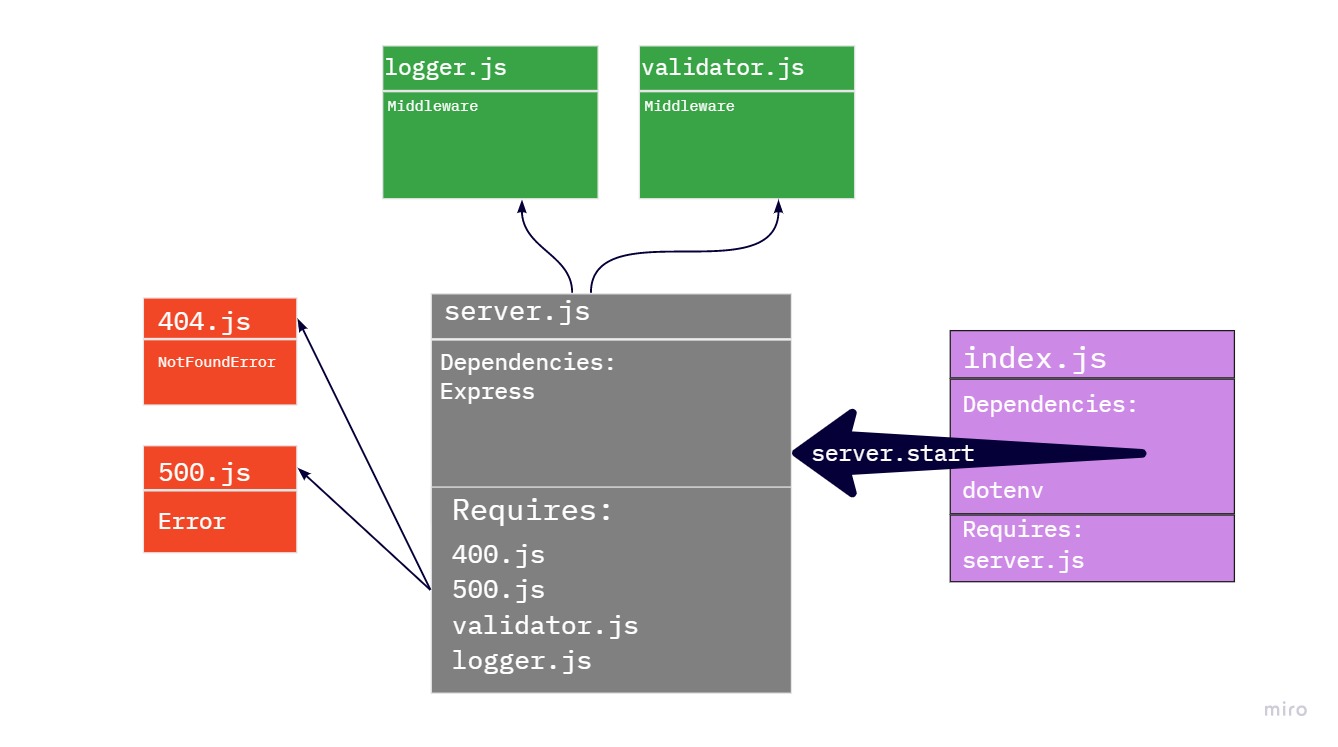 logger.js
Middleware
validator.js
Middleware
404.js
NotFoundError
500.js
Error
server.js
Dependencies:
Express
Requires:
400.js
500.js
validator.js
logger.js
server.start
index.js
Dependencies:
dotenv
Requires:
server.js
miro